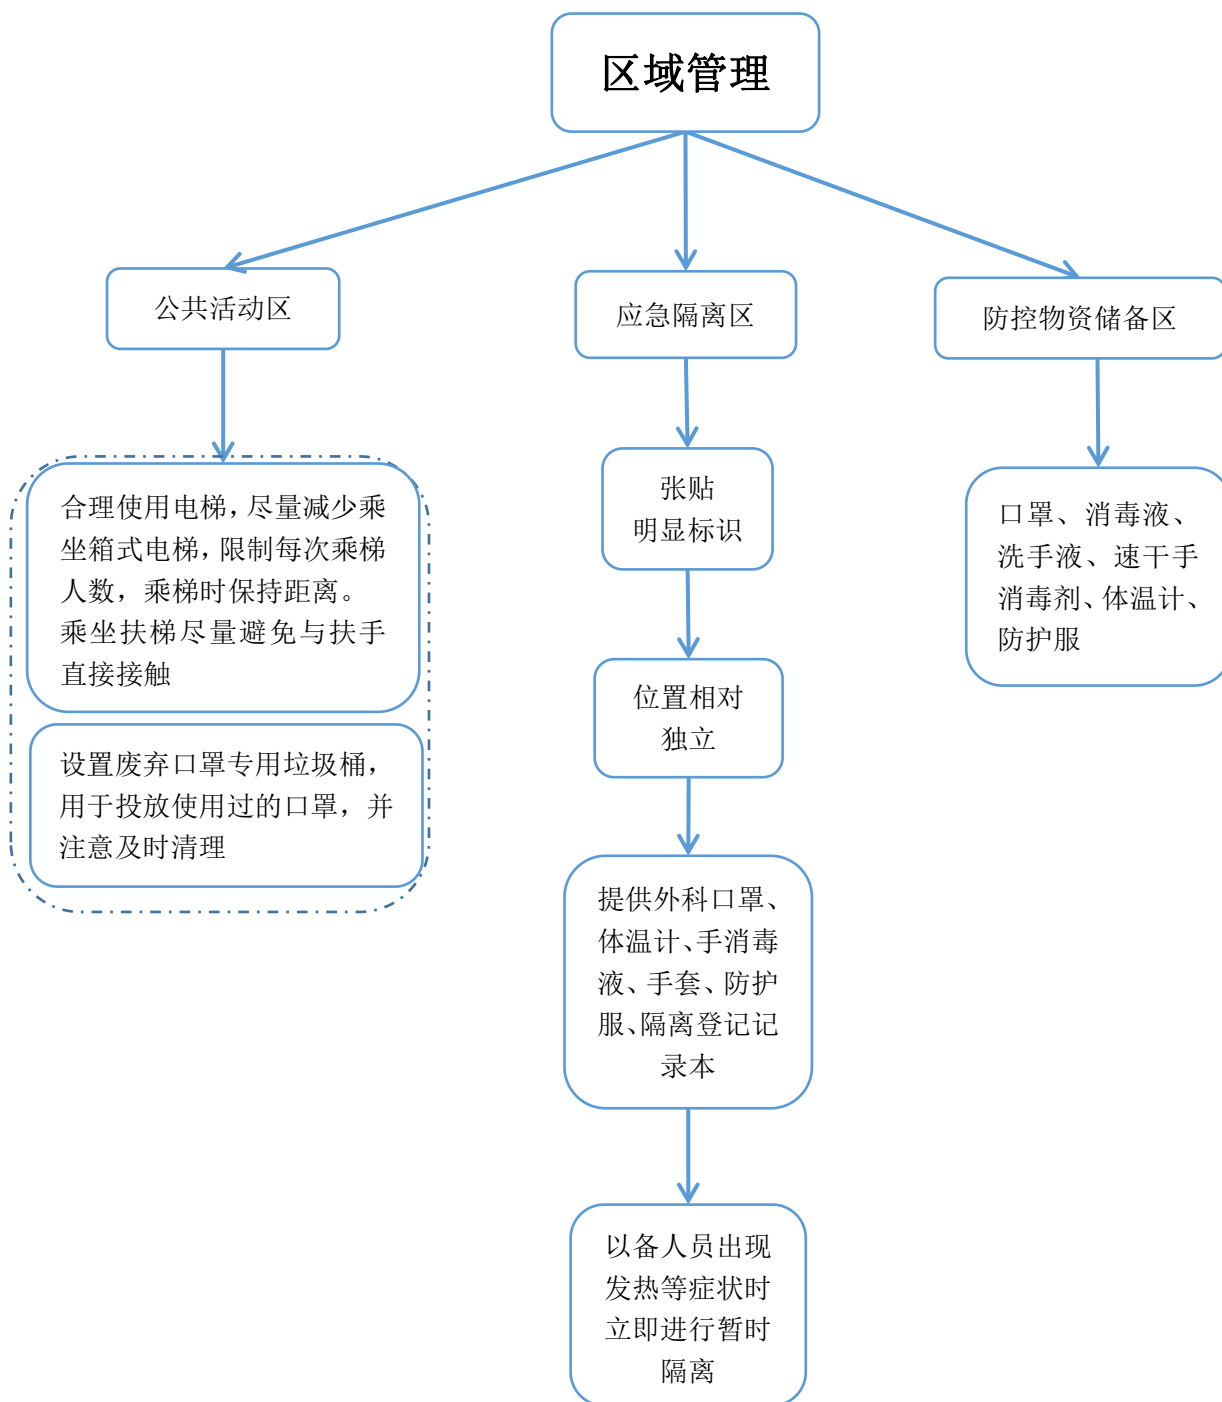 区域管理
公共活动区
应急隔离区
防控物资储备区
合理使用电梯，尽量减少乘
坐箱式电梯，限制每次乘梯
人数，乘梯时保持距离。
乘坐扶梯尽量避免与扶手
直接接触
设置废弃口罩专用垃圾桶，
用于投放使用过的口罩，并
注意及时清理
张贴
明显标识
位置相对
独立
提供外科口罩、
体温计、手消毒
液、手套、防护
服、隔离登记记
录本
以备人员出现
发热等症状时
立即进行暂时
隔离
口罩、消毒液、
洗手液、速干手
消毒剂、体温计、
防护服